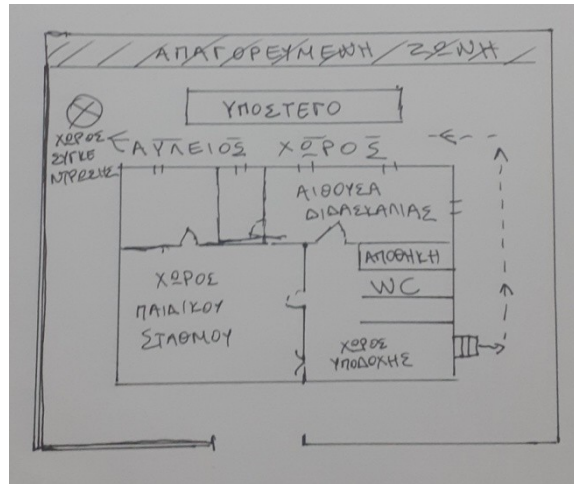 ΑΠΑΓΟΡΕΥΜΕΝΗ ΖΩΝΗ
ΥΠΟΣΤΕΓΟ
ΧΩΡΟΣ
ΣΥΓΚΕ
ΝΤΡΩΣΗΣ
ΑΥΛΕΙΟΣ ΧΩΡΟΣ
ΑΙΘΟΥΣΑ
ΔΙΔΑΣΚΑΛΙΑΣ
ΑΠΟΘΗΚΗ
WC
ΧΩΡΟΣ
ΠΑΙΔΙΚΟΥ
ΣΤΑΘΜΟΥ
ΧΩΡΟΣ
ΥΠΟΔΟΧΗΣ